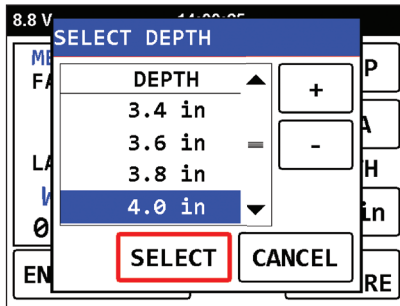 8.8 V
SELECT DEPTH
DEPTH
3.4 in
3.6 in
3.8 in
4.0 in
+
-
SELECT
CANCEL
in